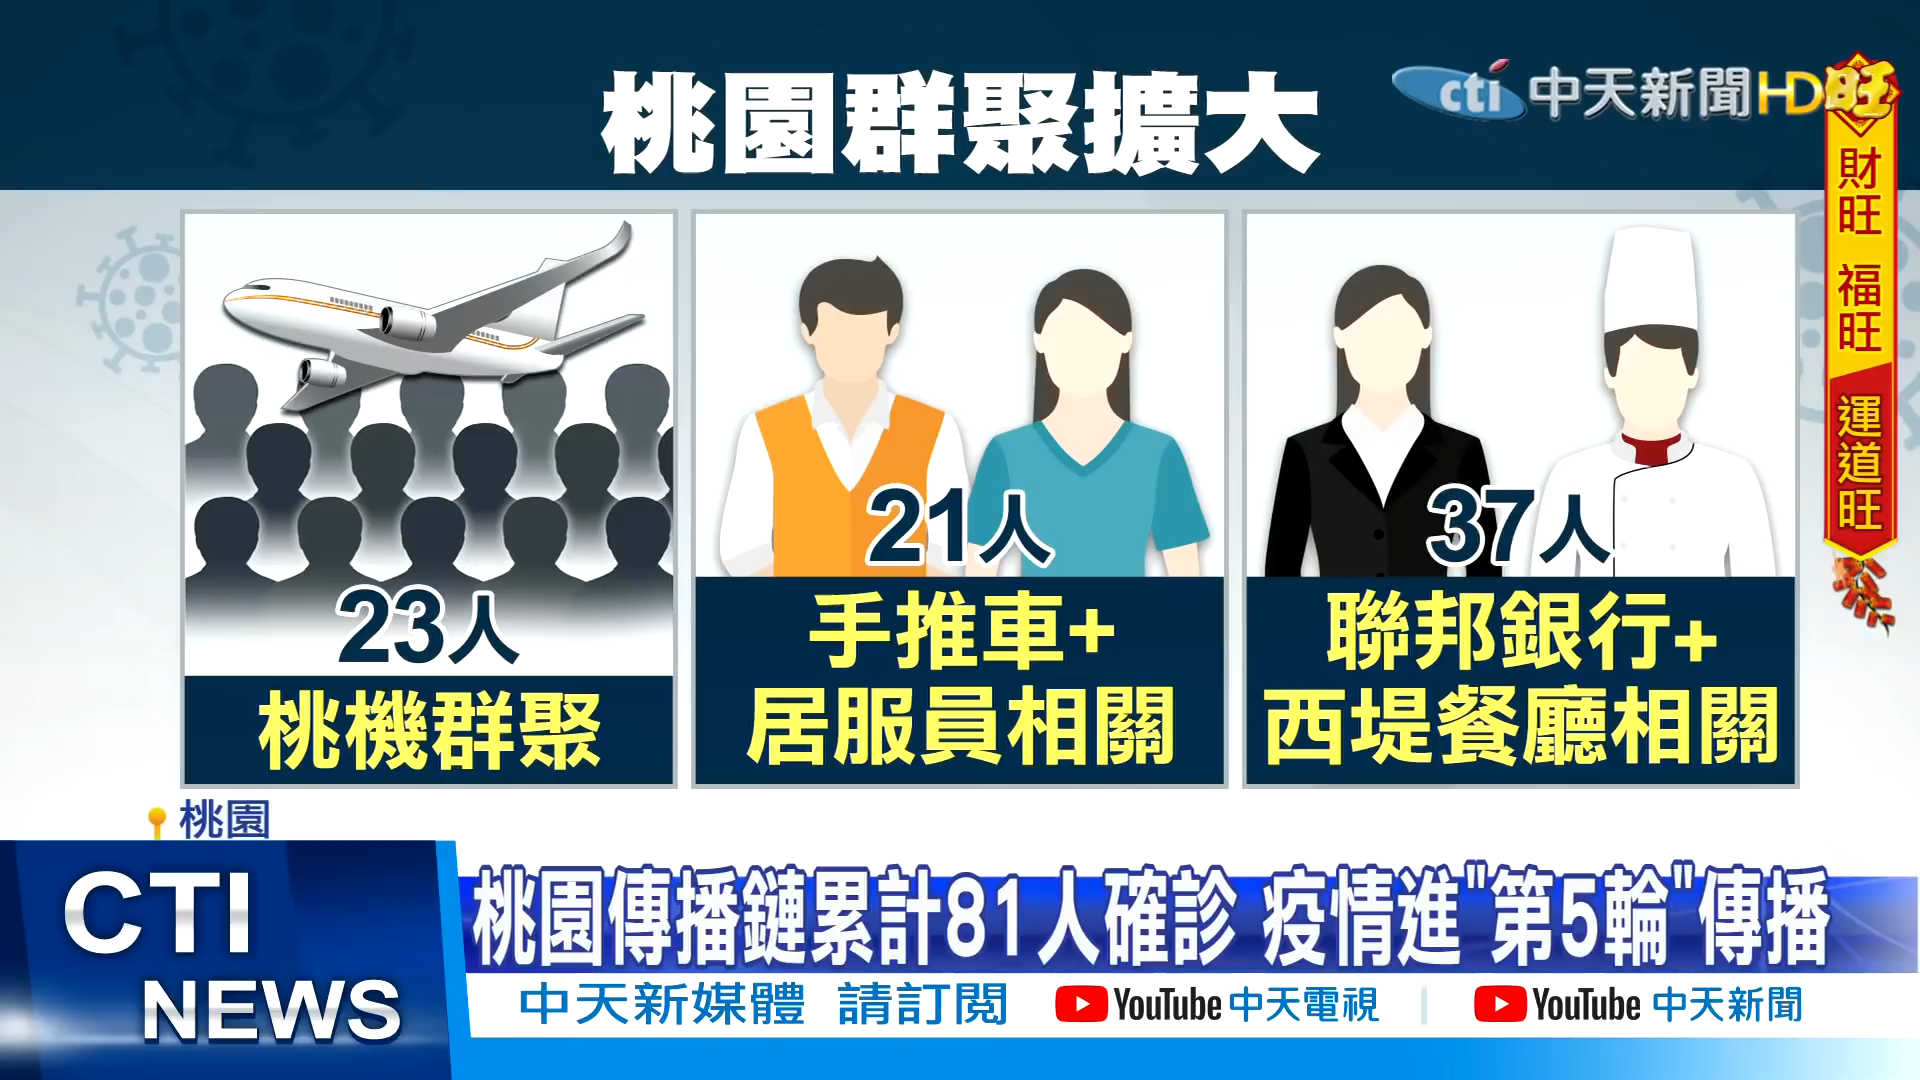 桃園群聚擴大
cti 中天新聞HD
旺
財旺 福旺 運道旺
23人
桃機群聚
21人
手推車+
居服員相關
37人
聯邦銀行+
西堤餐廳相關
桃園
CTI
NEWS
桃園傳播鏈累計81人確診 疫情進"第5輪"傳播
中天新媒體 請訂閱 YouTube 中天電視 | YouTube 中天新聞